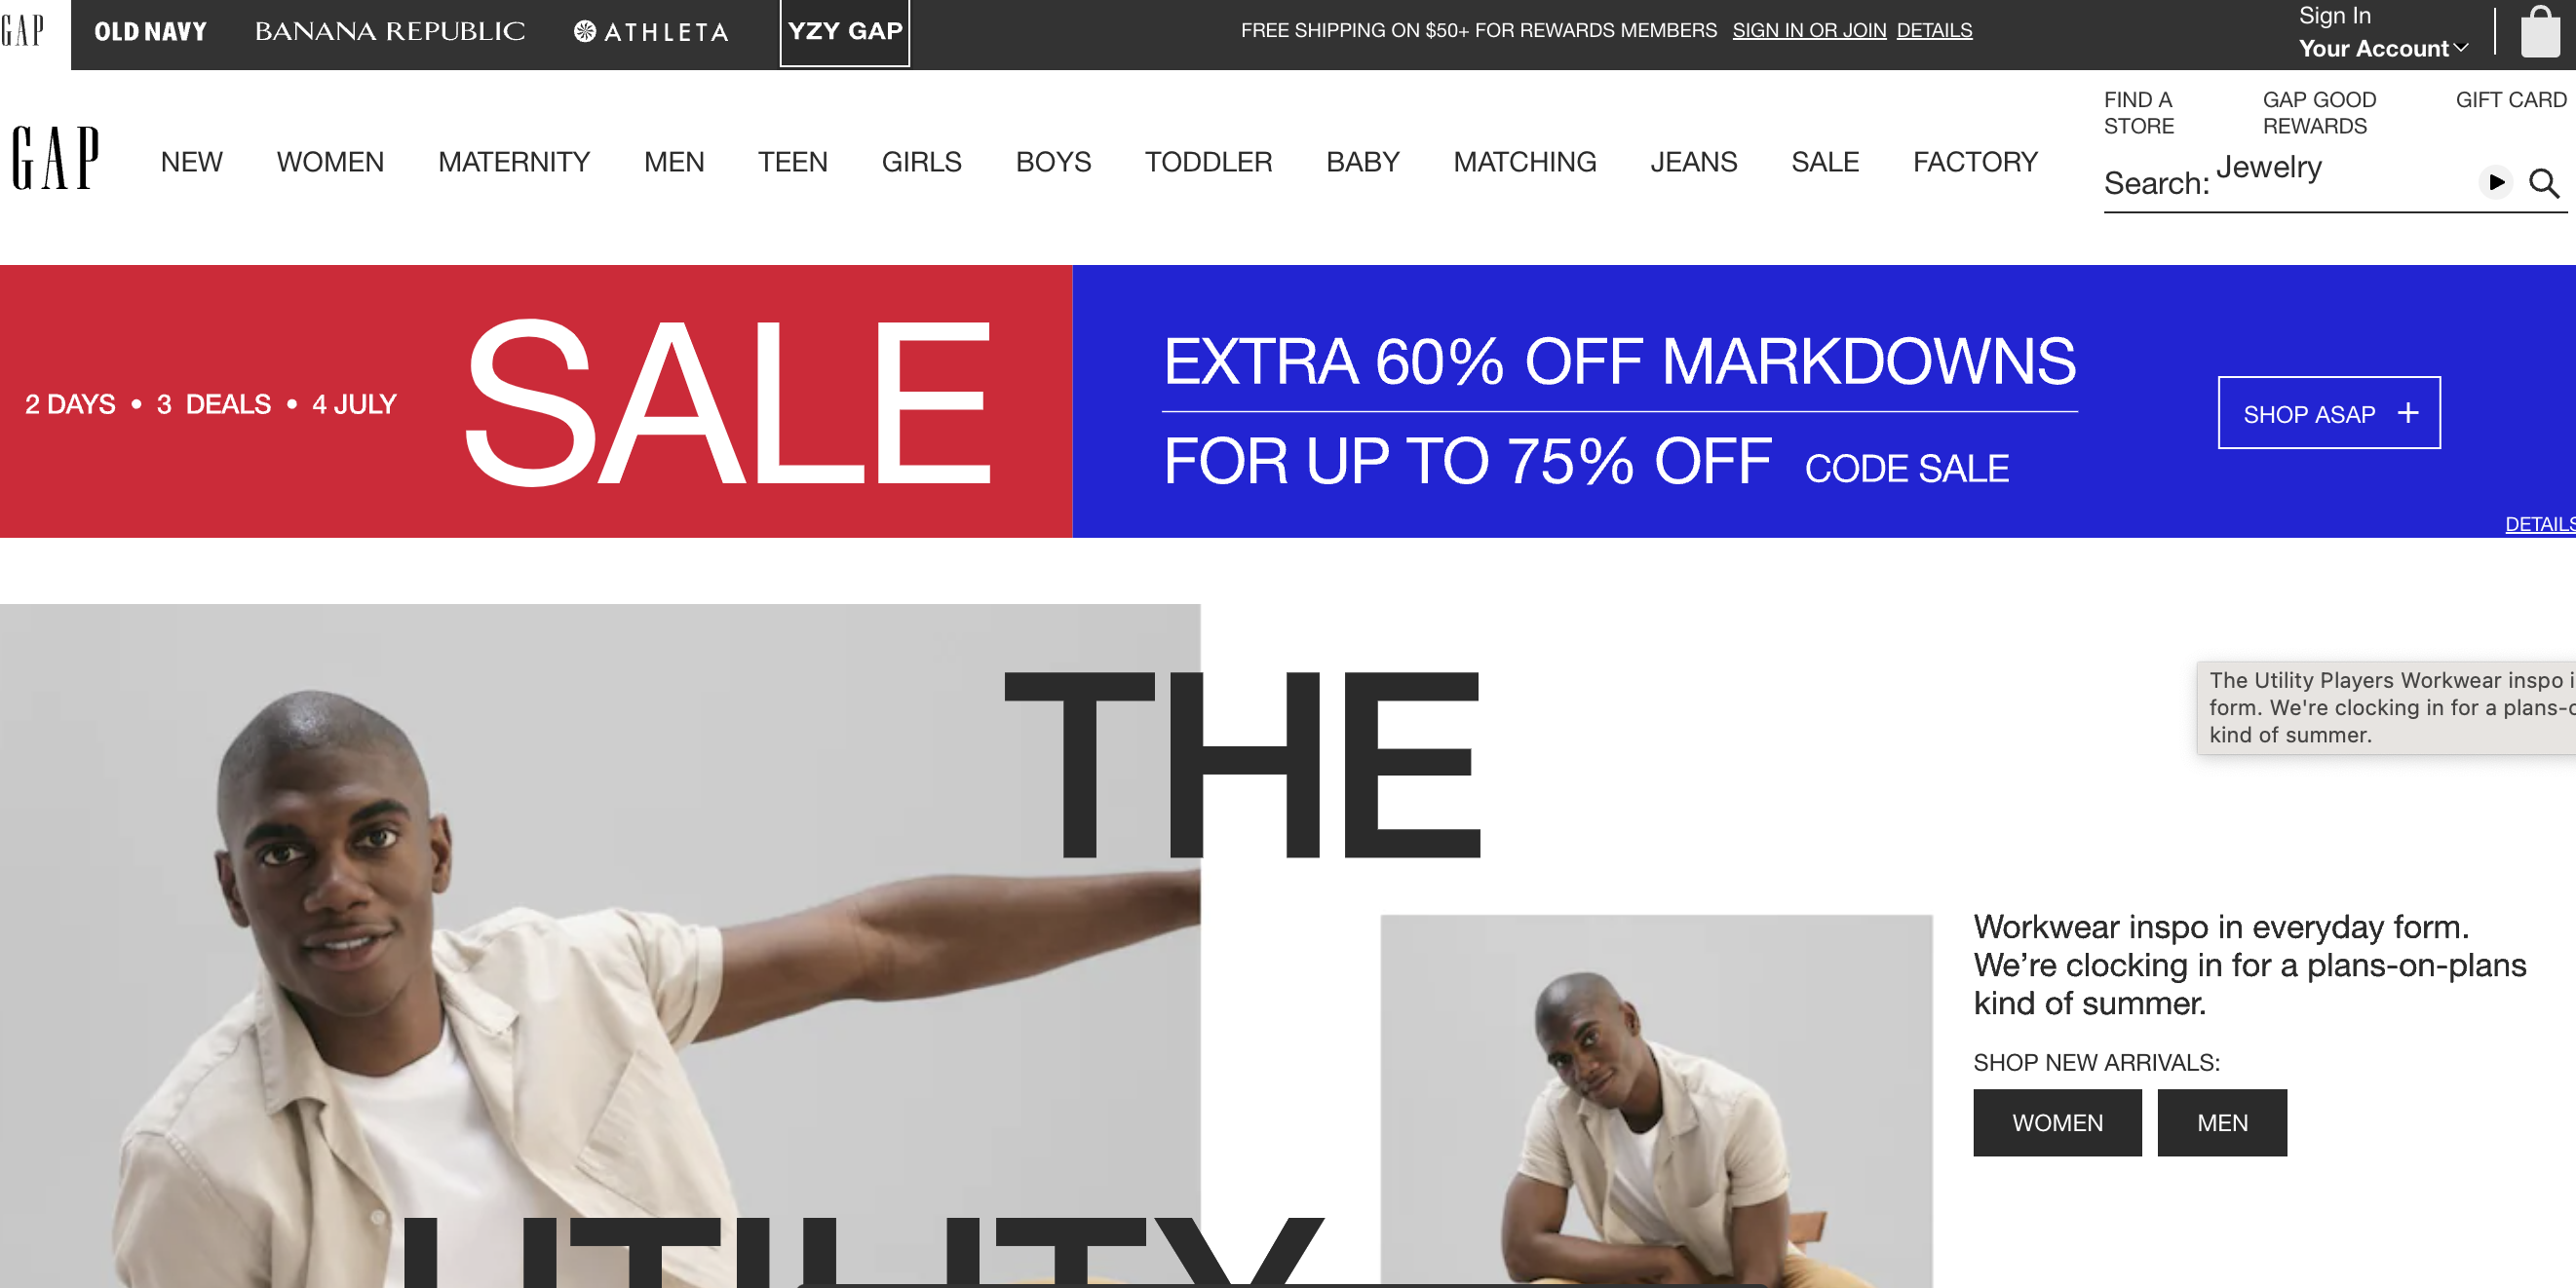 GAP
OLD NAVY
BANANA REPUBLIC
ATHLETA
YZY GAP
FREE SHIPPING ON $50+ FOR REWARDS MEMBERS SIGN IN OR JOIN DETAILS
Sign In
Your Account
GAP
NEW
WOMEN
MATERNITY
MEN
TEEN
GIRLS
BOYS
TODDLER
BABY
MATCHING
JEANS
SALE
FACTORY
FIND A
STORE
GAP GOOD
REWARDS
GIFT CARD
Search: Jewelry
2 DAYS • 3 DEALS • 4 JULY
SALE
EXTRA 60% OFF MARKDOWNS
FOR UP TO 75% OFF CODE SALE
SHOP ASAP +
DETAILS
THE
The Utility Players Workwear inspo i
form. We're clocking in for a plans-
kind of summer.
Workwear inspo in everyday form.
We’re clocking in for a plans-on-plans
kind of summer.
SHOP NEW ARRIVALS:
WOMEN
MEN
UTILITY